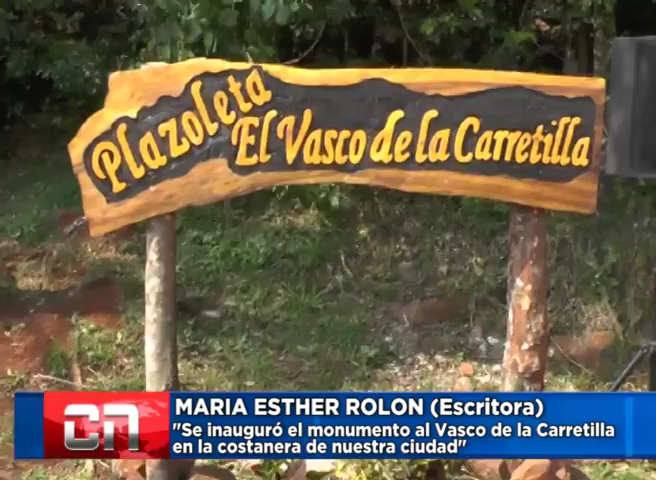 Plazoleta
El Vasco de la Carretilla
CN
MARIA ESTHER ROLON (Escritora)
"Se inauguró el monumento al Vasco de la Carretilla
en la costanera de nuestra ciudad"